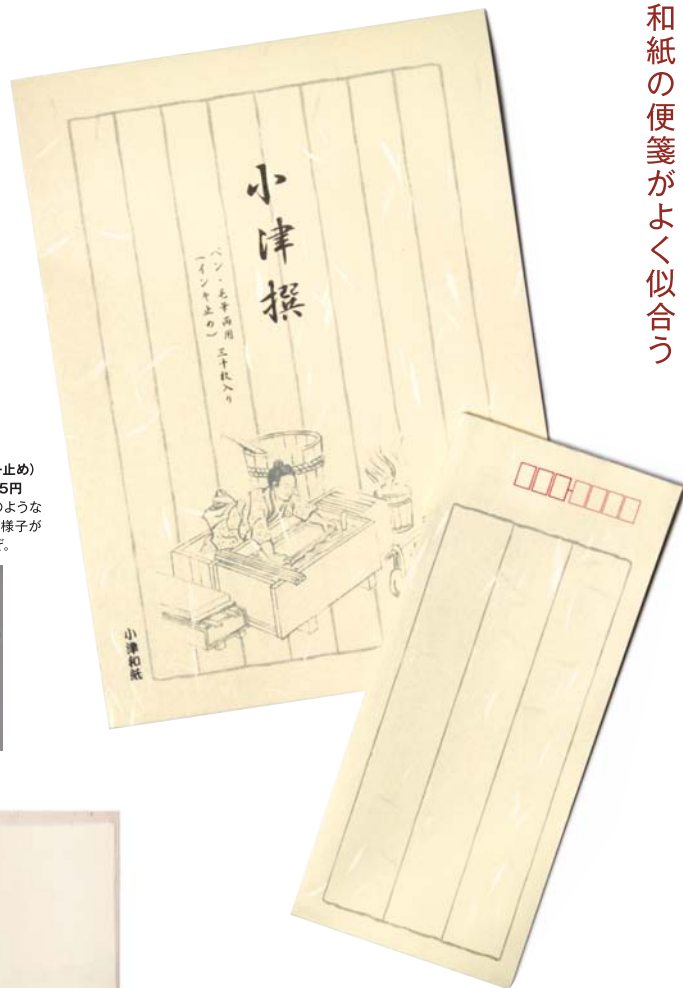 和紙の便箋がよく似合う
小津撰
ペン・毛筆両用 三十枚入り
(インキ止め)
小津和紙
止め)
5円
のような
様子が